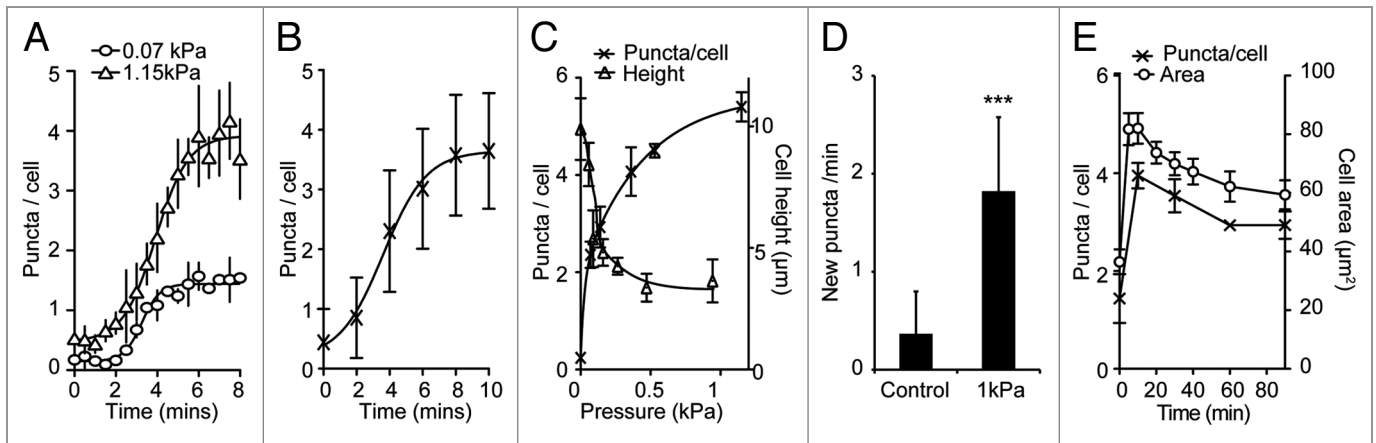 A
0.07 kPa
1.15kPa
Puncta / cell
5
4
3
2
1
0
0 2 4 6 8
Time (mins)
B
Puncta / cell
5
4
3
2
1
0
0 2 4 6 8 10
Time (mins)
C
Puncta/cell
Height
Puncta / cell
6
4
2
0
0 0.5 1
Pressure (kPa)
10
5
0
Cell height (µm)
D
New puncta /min
3
2
1
0
***
Control 1kPa
E
Puncta/cell
Area
Puncta / cell
6
4
2
0
0 20 40 60 80
Time (min)
100
80
60
40
20
0
Cell area (µm²)